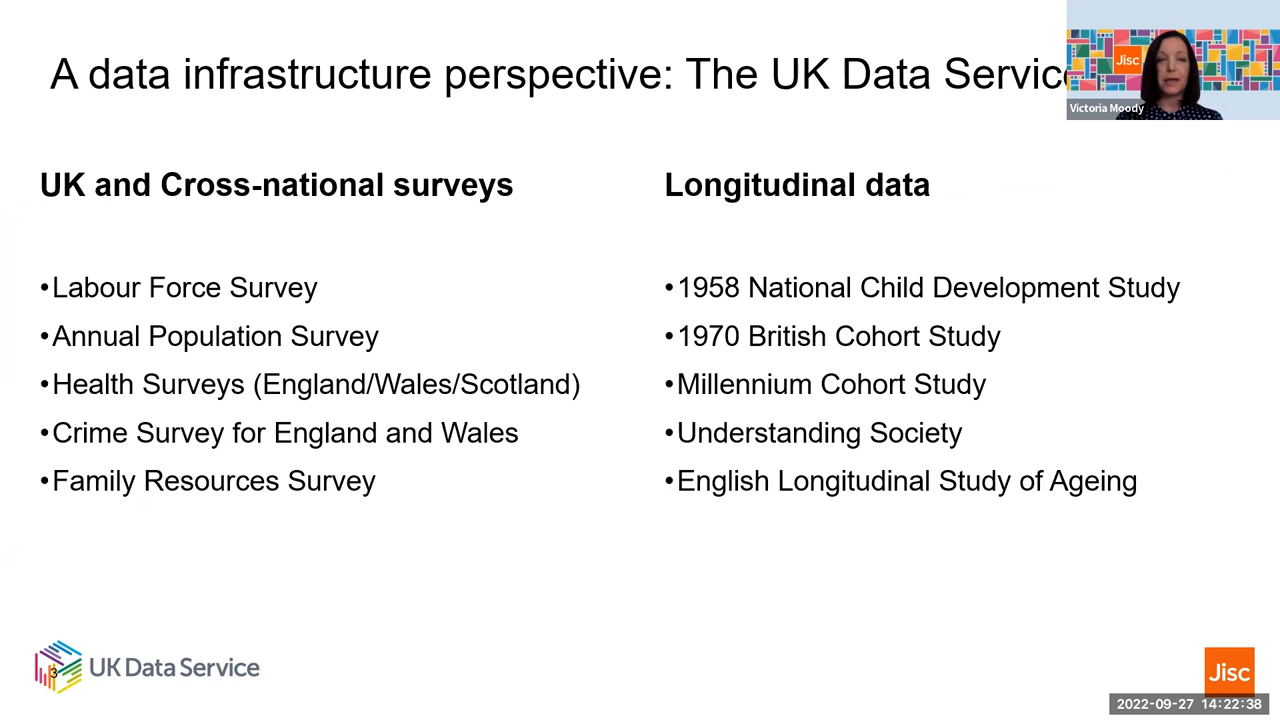 A data infrastructure perspective: The UK Data Service
Jisc
Victoria Moody
UK and Cross-national surveys
•Labour Force Survey
•Annual Population Survey
•Health Surveys (England/Wales/Scotland)
•Crime Survey for England and Wales
•Family Resources Survey
Longitudinal data
•1958 National Child Development Study
•1970 British Cohort Study
•Millennium Cohort Study
•Understanding Society
•English Longitudinal Study of Ageing
3
UK Data Service
Jisc
2022-09-27 14:22:38